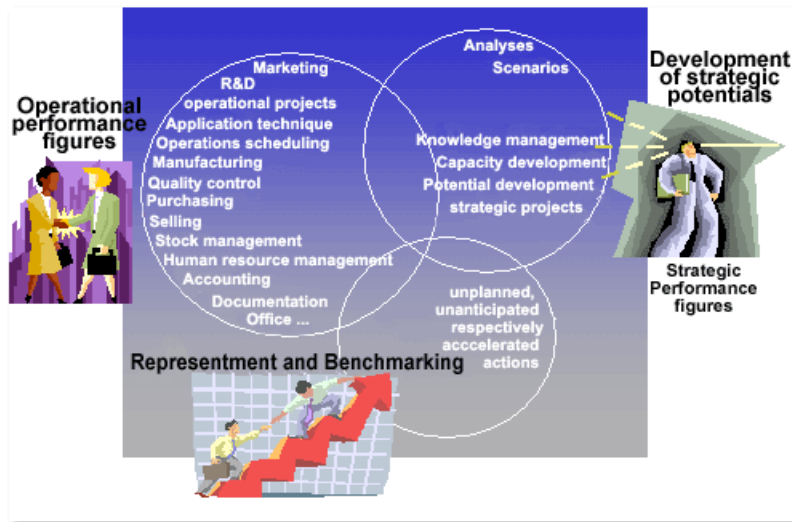 Operational
performance
figures
Marketing
R&D
operational projects
Application technique
Operations scheduling
Manufacturing
Quality control
Purchasing
Selling
Stock management
Human resource management
Accounting
Documentation
Office ...
Analyses
Scenarios
Knowledge management
Capacity development
Potential development
strategic projects
Development
of strategic
potentials
Strategic
Performance
figures
unplanned,
unanticipated
respectively
acccelerated
actions
Representment and Benchmarking